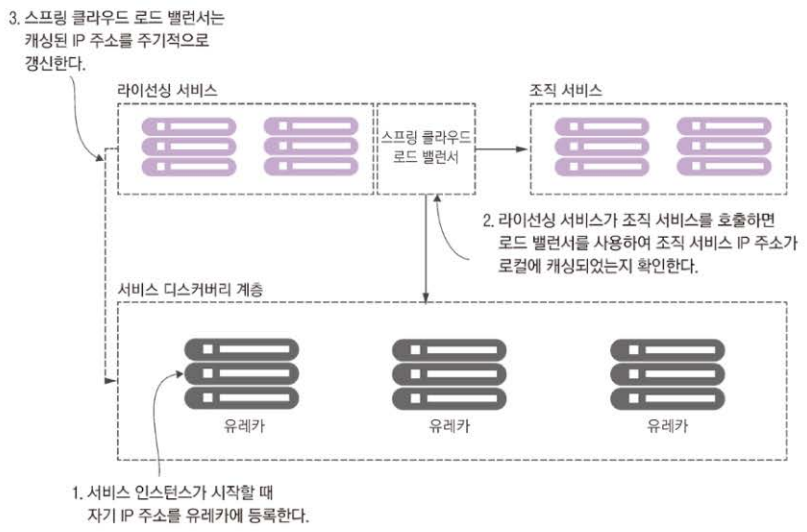 3. 스프링 클라우드 로드 밸런서는
캐싱된 IP 주소를 주기적으로
갱신한다.
라이선싱 서비스
조직 서비스
스프링 클라우드
로드 밸런서
2. 라이선싱 서비스가 조직 서비스를 호출하면
로드 밸런서를 사용하여 조직 서비스 IP 주소가
로컬에 캐싱되었는지 확인한다.
서비스 디스커버리 계층
유레카
유레카
유레카
1. 서비스 인스턴스가 시작할 때
자기 IP 주소를 유레카에 등록한다.